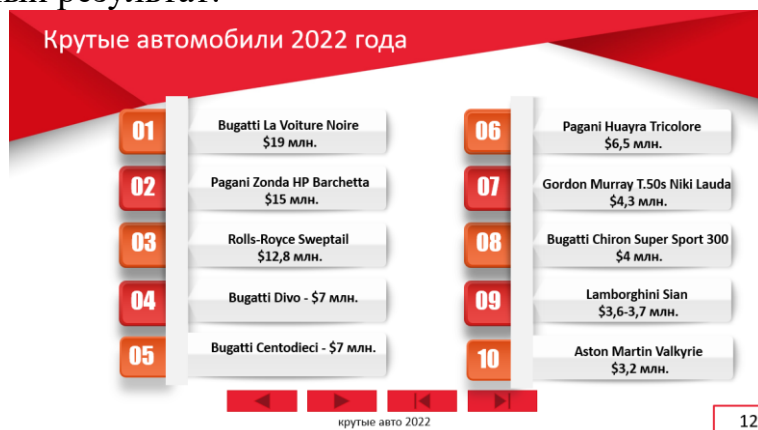 результат.
Крутые автомобили 2022 года
01
Bugatti La Voiture Noire
$19 млн.
02
Pagani Zonda HP Barchetta
$15 млн.
03
Rolls-Royce Sweptail
$12,8 млн.
04
Bugatti Divo - $7 млн.
05
Bugatti Centodieci - $7 млн.
06
Pagani Huayra Tricolore
$6,5 млн.
07
Gordon Murray T.50s Niki Lauda
$4,3 млн.
08
Bugatti Chiron Super Sport 300
$4 млн.
09
Lamborghini Sian
$3,6-3,7 млн.
10
Aston Martin Valkyrie
$3,2 млн.
крутые авто 2022
12